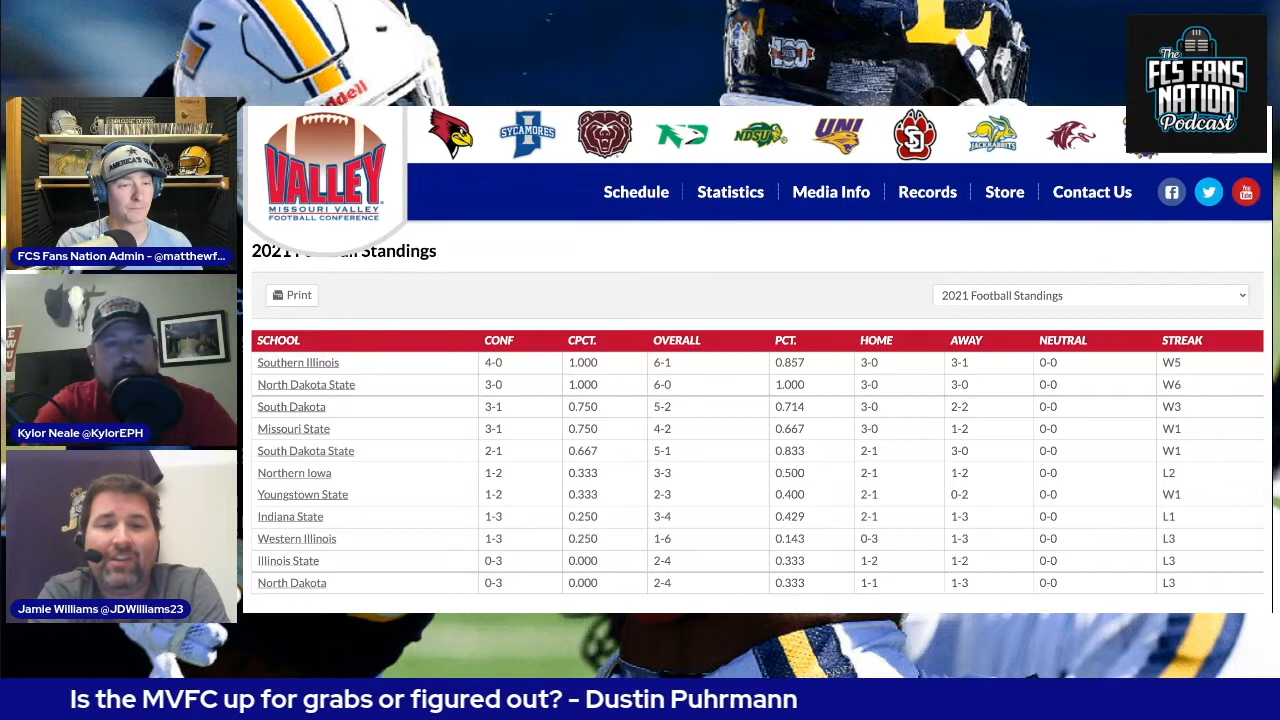 The
FCS FANS
NATION
Podcast
ddell
100
SYCAMORES
NDSU
UNI
SD
JACKRABBITS
VALLEY
MISSOURI VALLEY
FOOTBALL CONFERENCE
Schedule
Statistics
Media Info
Records
Store
Contact Us
You
Tube
AMERICA'S
FCS Fans Nation Admin - @matthewf...
Kylor Neale @KylorEPH
Jamie Williams @JDWilliams23
2021 Football Standings
Print
2021 Football Standings
SCHOOL CONF CPCT. OVERALL PCT. HOME AWAY NEUTRAL STREAK
Southern Illinois 4-0 1.000 6-1 0.857 3-0 3-1 0-0 W5
North Dakota State 3-0 1.000 6-0 1.000 3-0 3-0 0-0 W6
South Dakota 3-1 0.750 5-2 0.714 3-0 2-2 0-0 W3
Missouri State 3-1 0.750 4-2 0.667 3-0 1-2 0-0 W1
South Dakota State 2-1 0.667 5-1 0.833 2-1 3-0 0-0 W1
Northern Iowa 1-2 0.333 3-3 0.500 2-1 1-2 0-0 L2
Youngstown State 1-2 0.333 2-3 0.400 2-1 0-2 0-0 W1
Indiana State 1-3 0.250 3-4 0.429 2-1 1-3 0-0 L1
Western Illinois 1-3 0.250 1-6 0.143 0-3 1-3 0-0 L3
Illinois State 0-3 0.000 2-4 0.333 1-2 1-2 0-0 L3
North Dakota 0-3 0.000 2-4 0.333 1-1 1-3 0-0 L3
Is the MVFC up for grabs or figured out? - Dustin Puhrmann